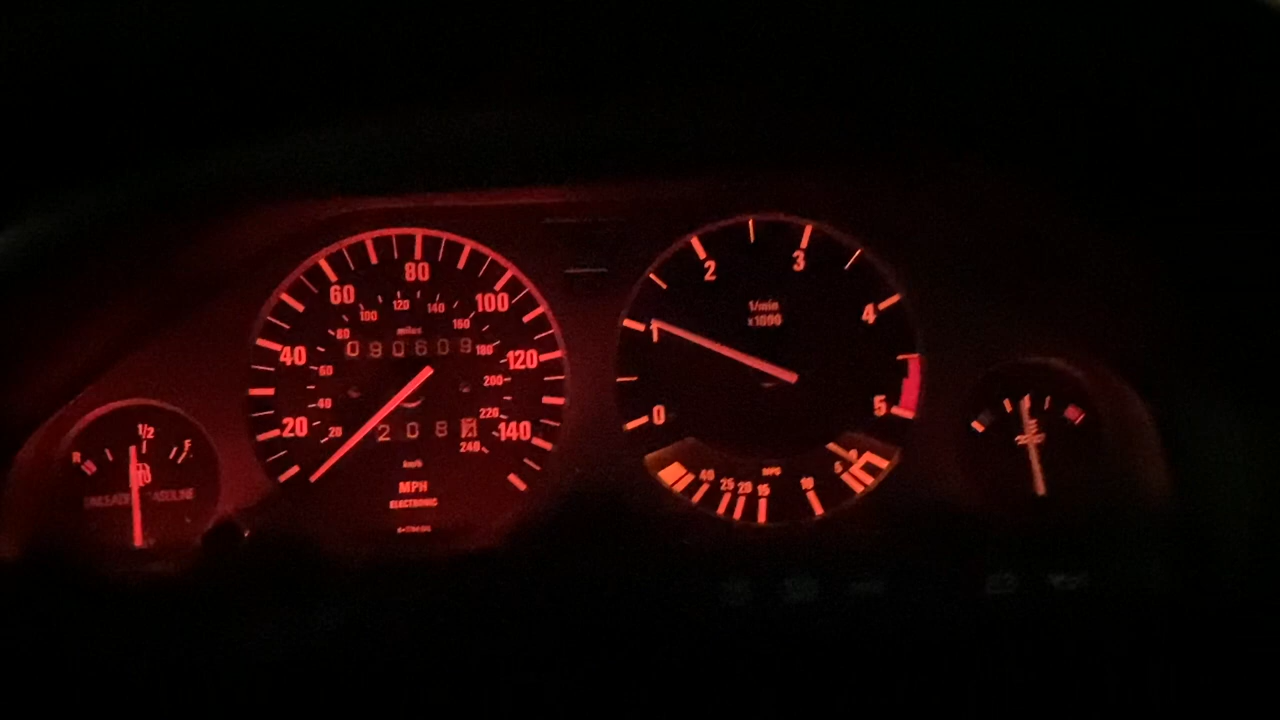 R 1/2 F
UNLEADED GASOLINE
20 40 60 80 100 120 140
20 40 60 80 100 120 140 160 180 200 220 240
miles
090609
208
km/h
MPH
ELECTRONIC
0 1 2 3 4 5
1/min
x1000
MPG
40 25 20 15 10 5 0